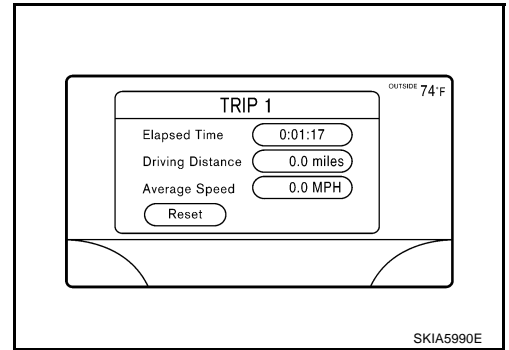 OUTSIDE 74°F
TRIP 1
Elapsed Time 0:01:17
Driving Distance 0.0 miles
Average Speed 0.0 MPH
Reset
SKIA5990E